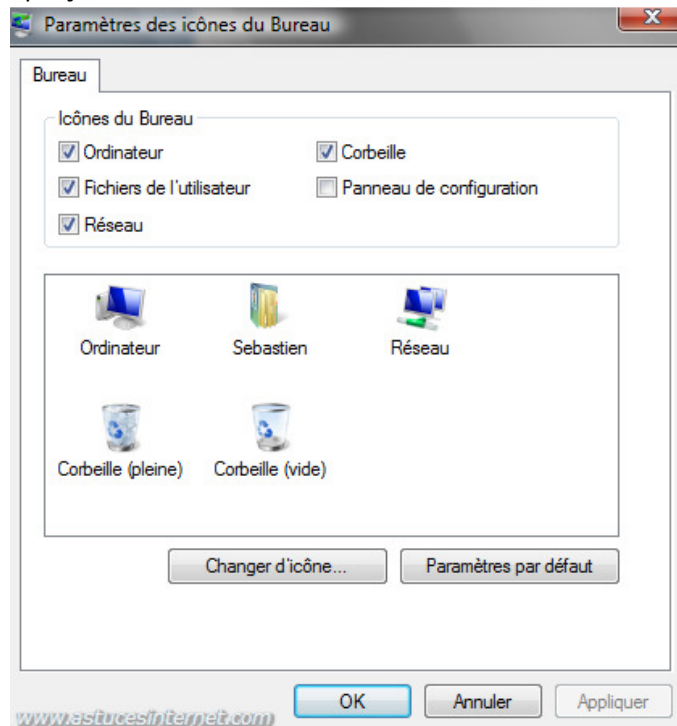 Paramètres des icônes du Bureau
Bureau
Icônes du Bureau
Ordinateur
Corbeille
Fichiers de l'utilisateur
Panneau de configuration
Réseau
Ordinateur
Sebastien
Réseau
Corbeille (pleine)
Corbeille (vide)
Changer d'icône...
Paramètres par défaut
OK
Annuler
Appliquer
www.astucesinternet.com